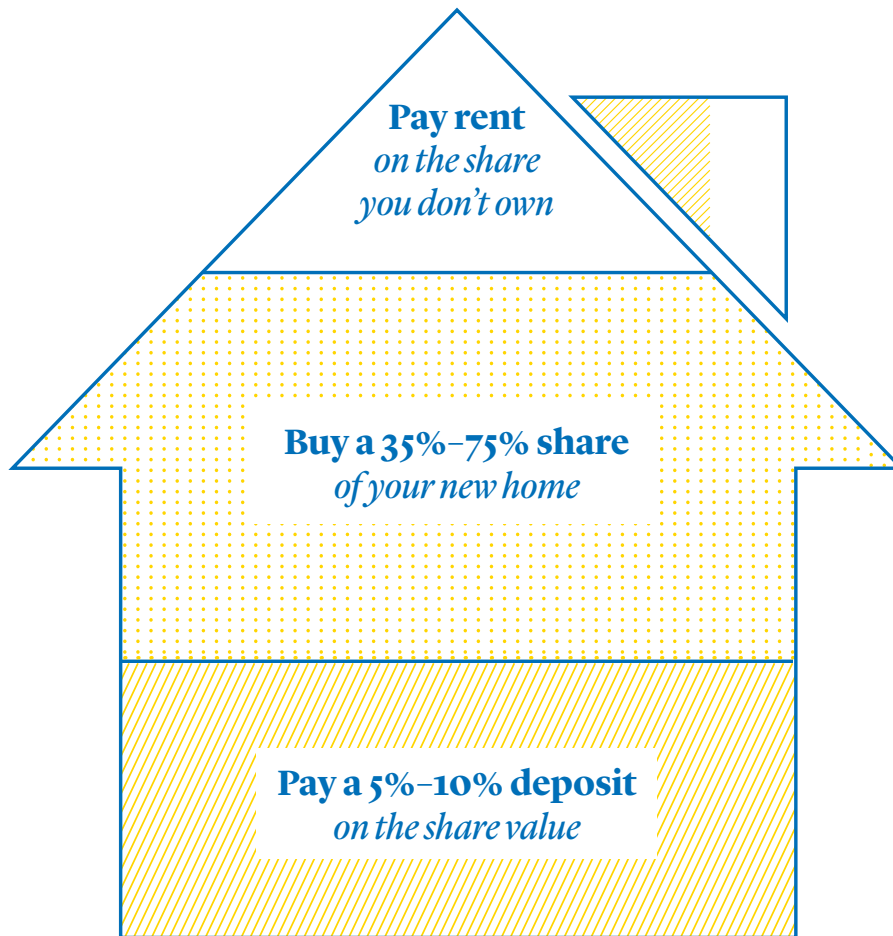 Pay rent
on the share
you don’t own
Buy a 35%–75% share
of your new home
Pay a 5%–10% deposit
on the share value